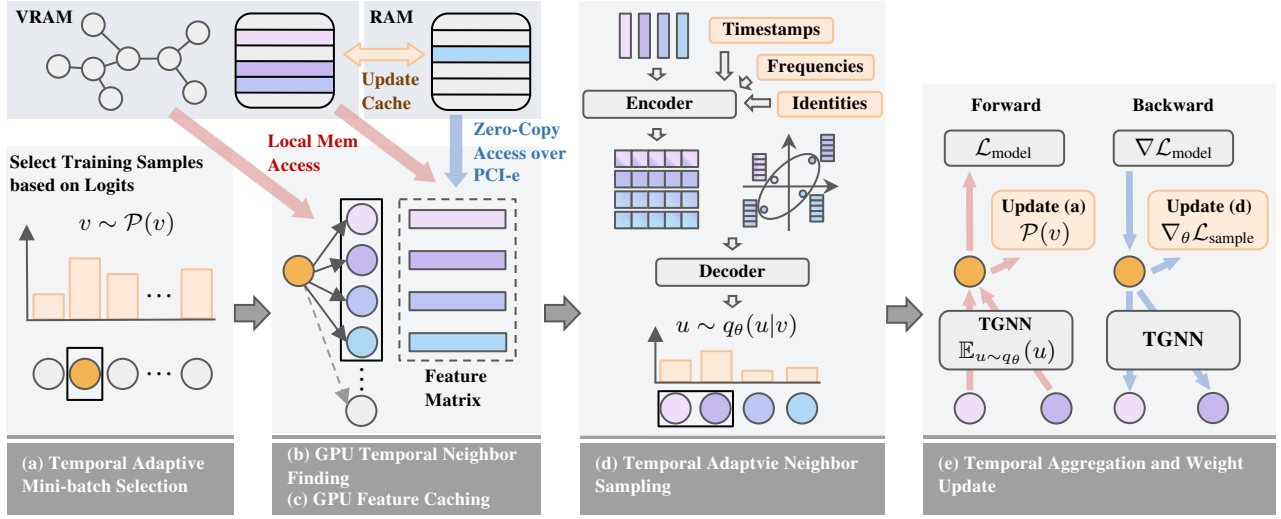 VRAM
RAM
Update
Cache
Local Mem
Access
Zero-Copy
Access over
PCI-e
Select Training Samples
based on Logits
v ∼ 𝒫(v)
...
...
Feature
Matrix
Timestamps
Frequencies
Identities
Encoder
Decoder
u ∼ q_θ(u|v)
Forward
Backward
ℒ_model
∇ℒ_model
Update (a)
𝒫(v)
Update (d)
∇_θℒ_sample
TGNN
𝔼_{u∼q_θ}(u)
TGNN
(a) Temporal Adaptive
Mini-batch Selection
(b) GPU Temporal Neighbor
Finding
(c) GPU Feature Caching
(d) Temporal Adaptvie Neighbor
Sampling
(e) Temporal Aggregation and Weight
Update